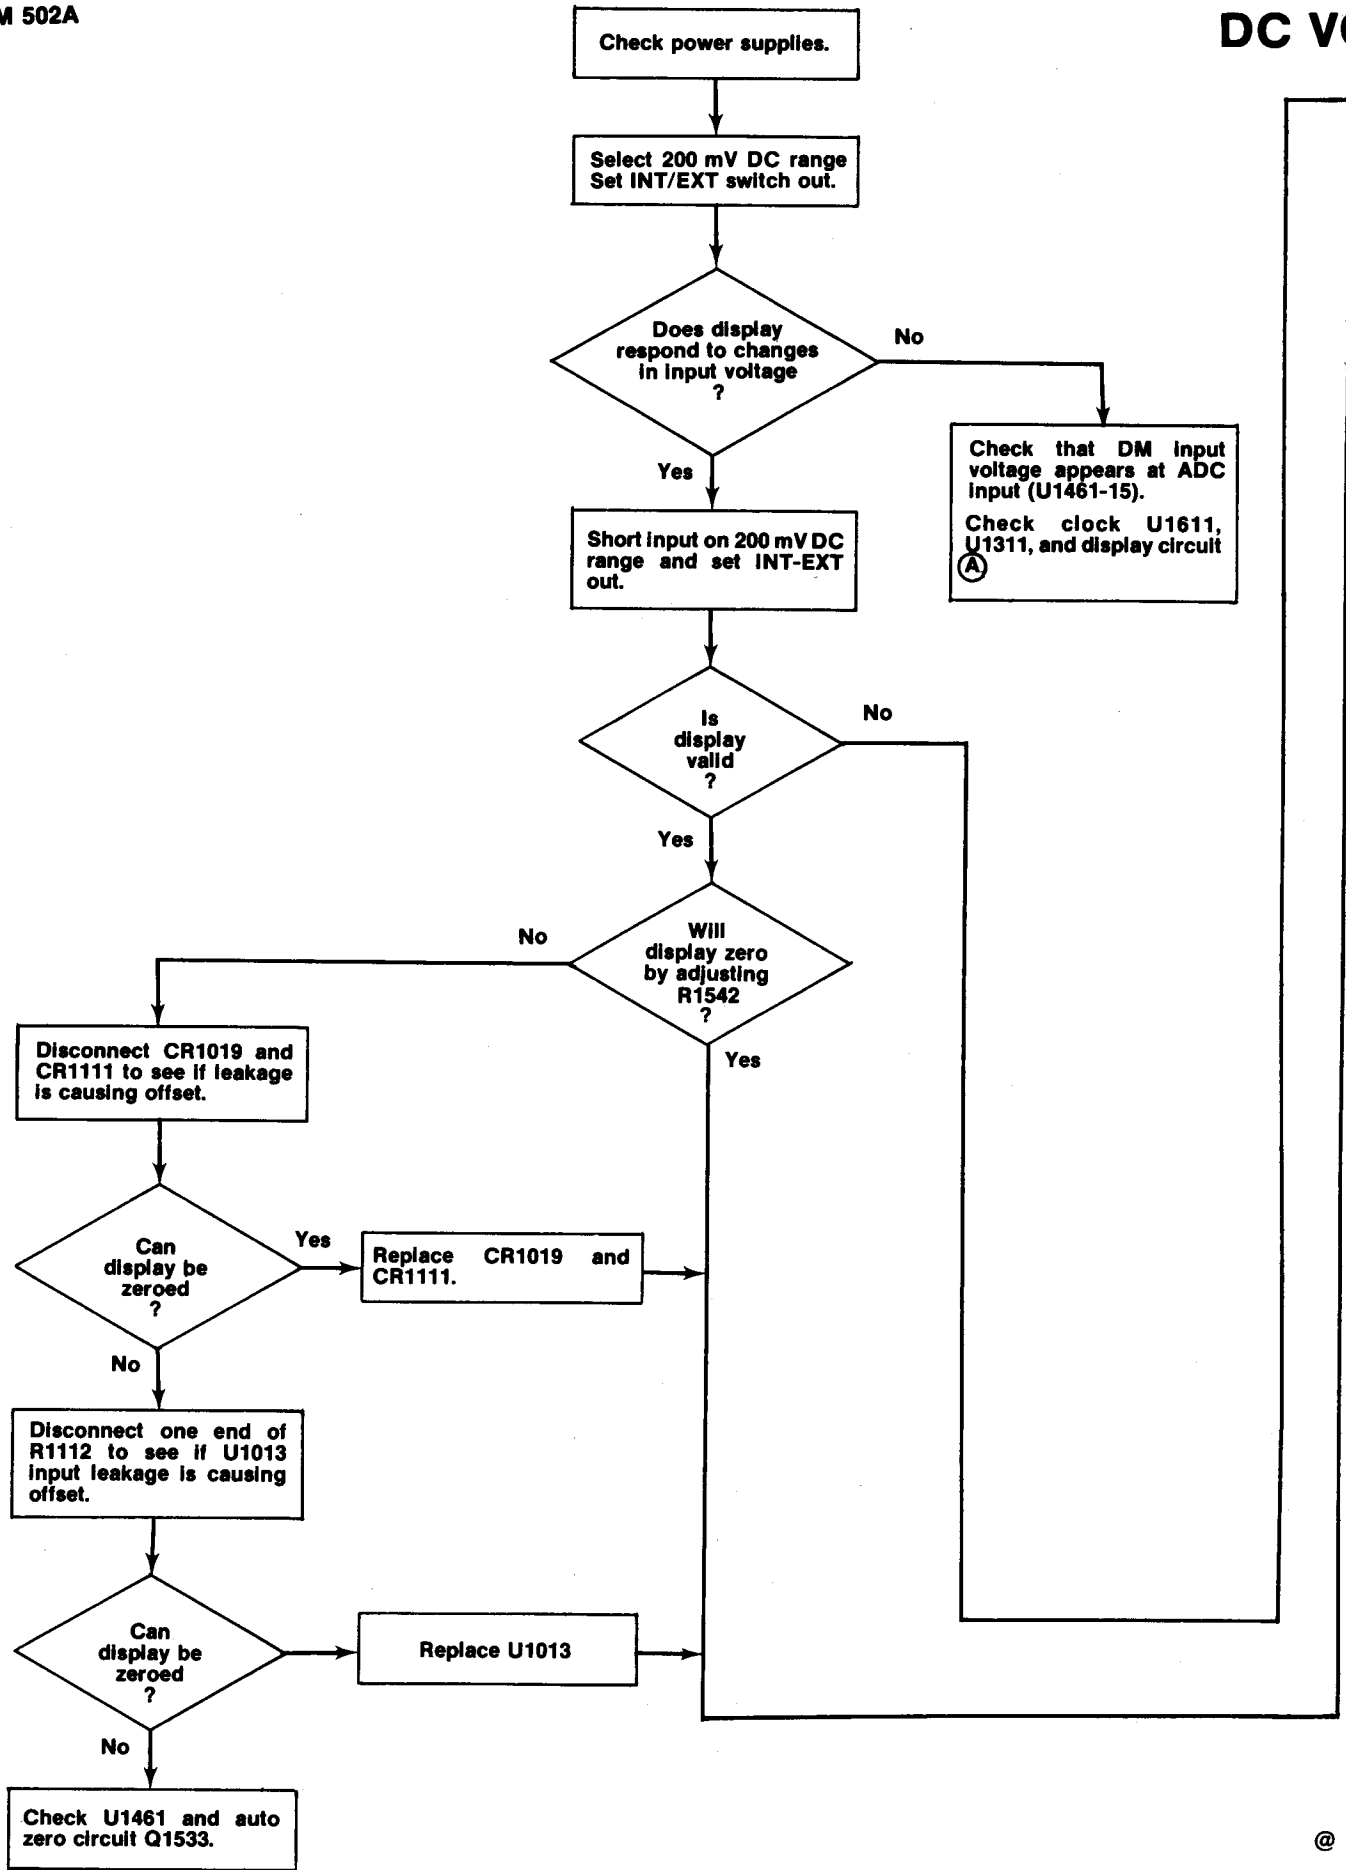 M 502A
DC VO
Check power supplies.
Select 200 mV DC range
Set INT/EXT switch out.
Does display
respond to changes
in input voltage
?
No
Yes
Check that DM input
voltage appears at ADC
input (U1461-15).
Check clock U1611,
U1311, and display circuit
A
Short input on 200 mV DC
range and set INT-EXT
out.
Is
display
valid
?
No
Yes
Will
display zero
by adjusting
R1542
?
No
Yes
Disconnect CR1019 and
CR1111 to see if leakage
is causing offset.
Can
display be
zeroed
?
Yes
Replace CR1019 and
CR1111.
No
Disconnect one end of
R1112 to see if U1013
input leakage is causing
offset.
Can
display be
zeroed
?
Replace U1013
No
Check U1461 and auto
zero circuit Q1533.
@